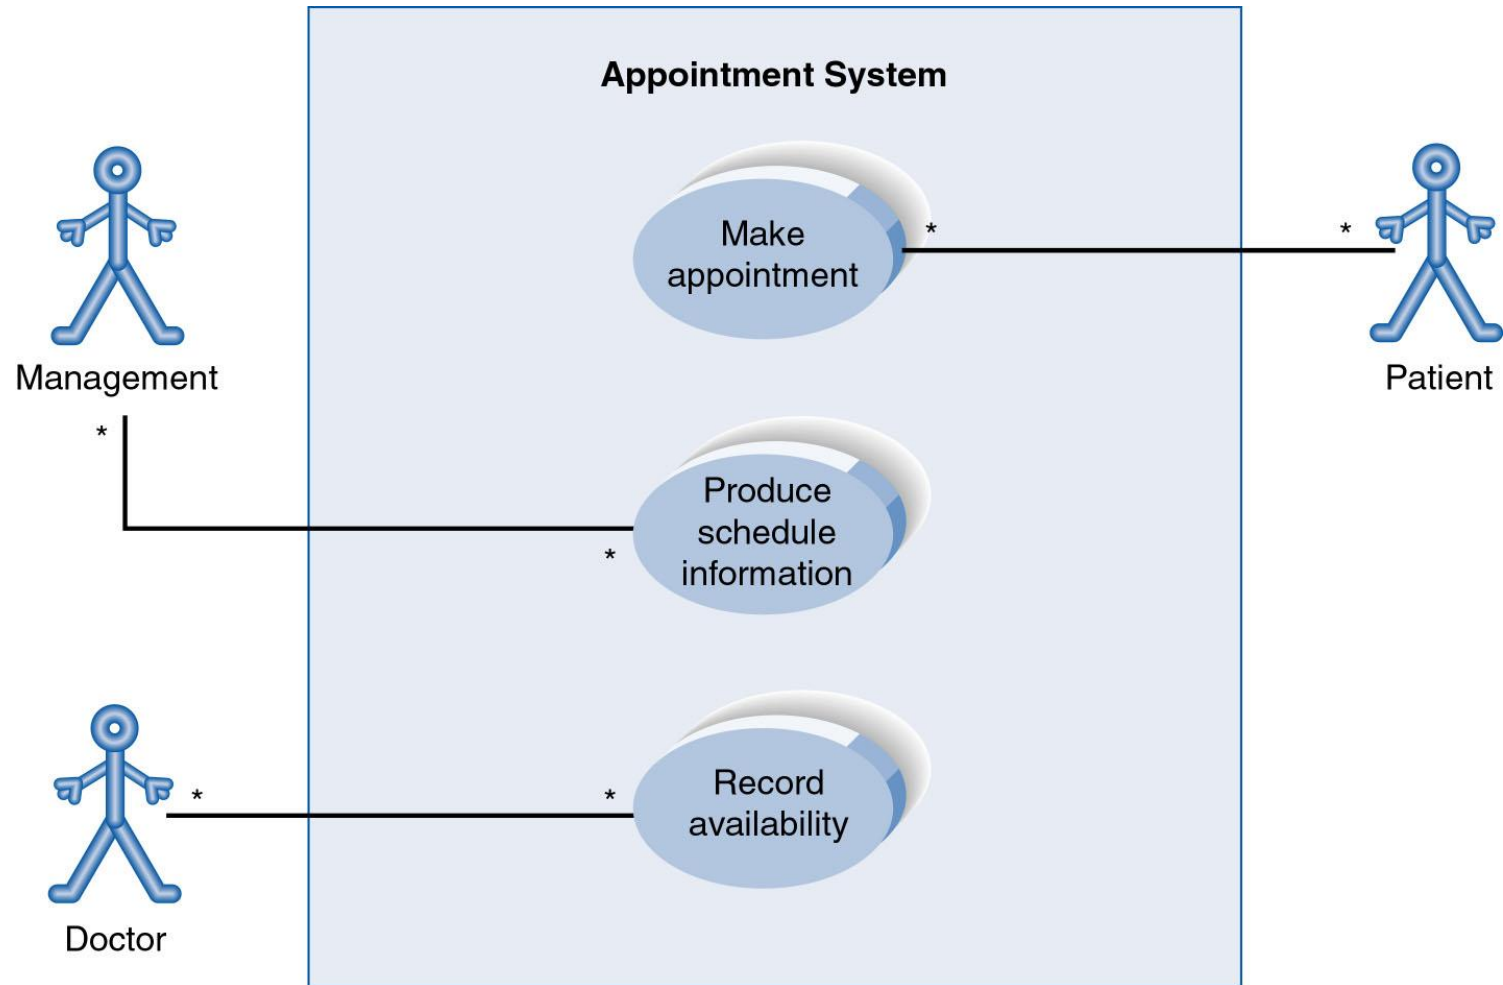 Appointment System
Make
appointment
*
*
Management
Patient
*
Produce
schedule
information
*
Record
availability
*
*
Doctor